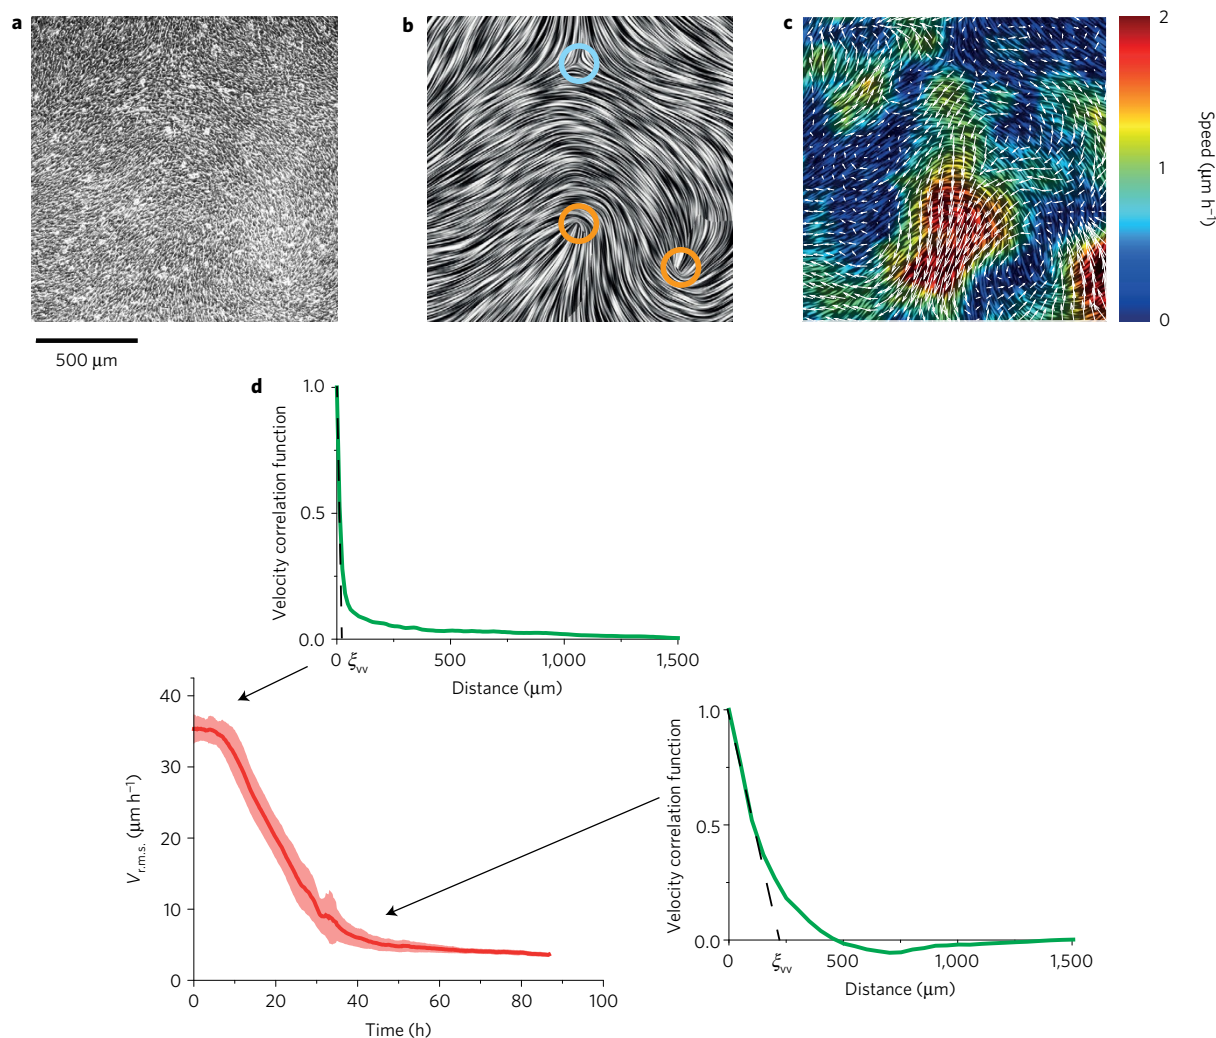 a
b
c
2
1
0
Speed (μm h⁻¹)
500 μm
d
1.0
0.5
0.0
Velocity correlation function
0 ξvv 500 1,000 1,500
Distance (μm)
40
30
20
10
0
Vr.m.s. (μm h⁻¹)
0 20 40 60 80 100
Time (h)
1.0
0.5
0.0
Velocity correlation function
0 ξvv 500 1,000 1,500
Distance (μm)